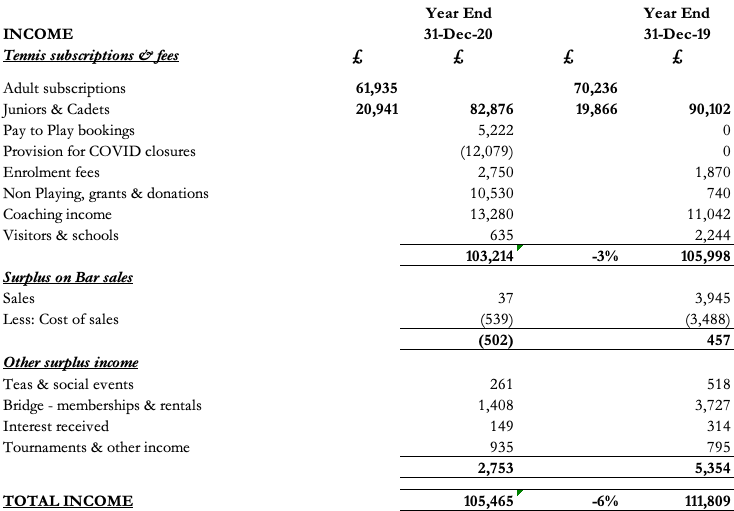 Year End Year End
INCOME 31-Dec-20 31-Dec-19
Tennis subscriptions & fees £ £ £ £
Adult subscriptions 61,935 70,236
Juniors & Cadets 20,941 82,876 19,866 90,102
Pay to Play bookings 5,222 0
Provision for COVID closures (12,079) 0
Enrolment fees 2,750 1,870
Non Playing, grants & donations 10,530 740
Coaching income 13,280 11,042
Visitors & schools 635 2,244
103,214 -3% 105,998
Surplus on Bar sales
Sales 37 3,945
Less: Cost of sales (539) (3,488)
(502) 457
Other surplus income
Teas & social events 261 518
Bridge - memberships & rentals 1,408 3,727
Interest received 149 314
Tournaments & other income 935 795
2,753 5,354
TOTAL INCOME 105,465 -6% 111,809